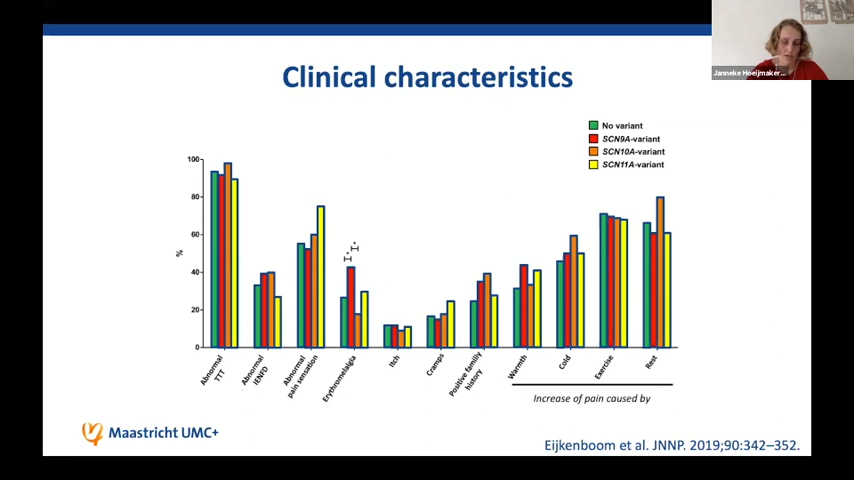 Janneke Hoeijmaker...
Clinical characteristics
No variant
SCN9A-variant
SCN10A-variant
SCN11A-variant
100
80
60
40
20
0
%
*
*
Abnormal
TTT
Abnormal
IENFD
Abnormal
pain sensation
Erythromelalgia
Itch
Cramps
Positive familiy
history
Warmth
Cold
Exercise
Rest
Increase of pain caused by
Maastricht UMC+
Eijkenboom et al. JNNP. 2019;90:342–352.